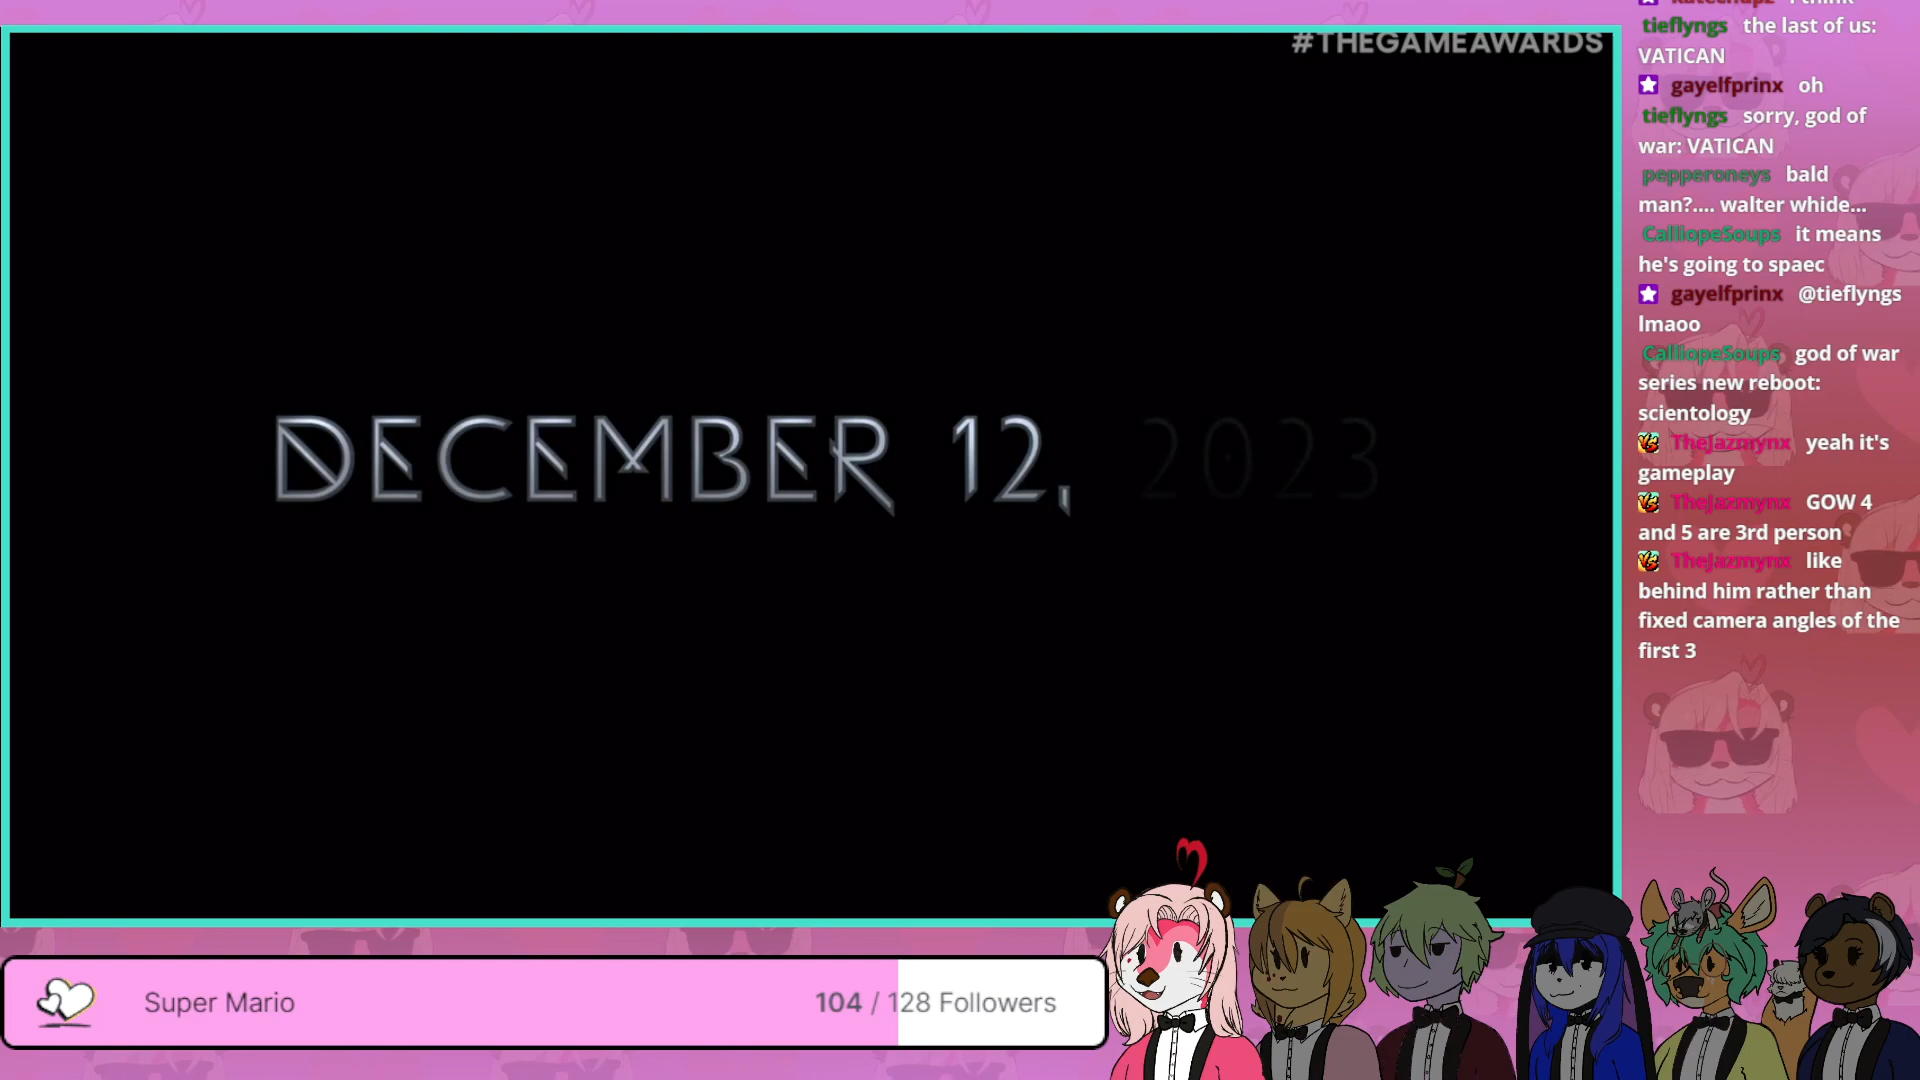 #THEGAMEAWARDS
DECEMBER 12, 2023
tieflyngs the last of us:
VATICAN
gayelfprinx oh
tieflyngs sorry, god of
war: VATICAN
pepperoneys bald
man?.... walter whide...
CalliopeSoups it means
he's going to spaec
gayelfprinx @tieflyngs
lmaoo
CalliopeSoups god of war
series new reboot:
scientology
TheJazmynx yeah it's
gameplay
TheJazmynx GOW 4
and 5 are 3rd person
TheJazmynx like
behind him rather than
fixed camera angles of the
first 3
Super Mario 104 / 128 Followers